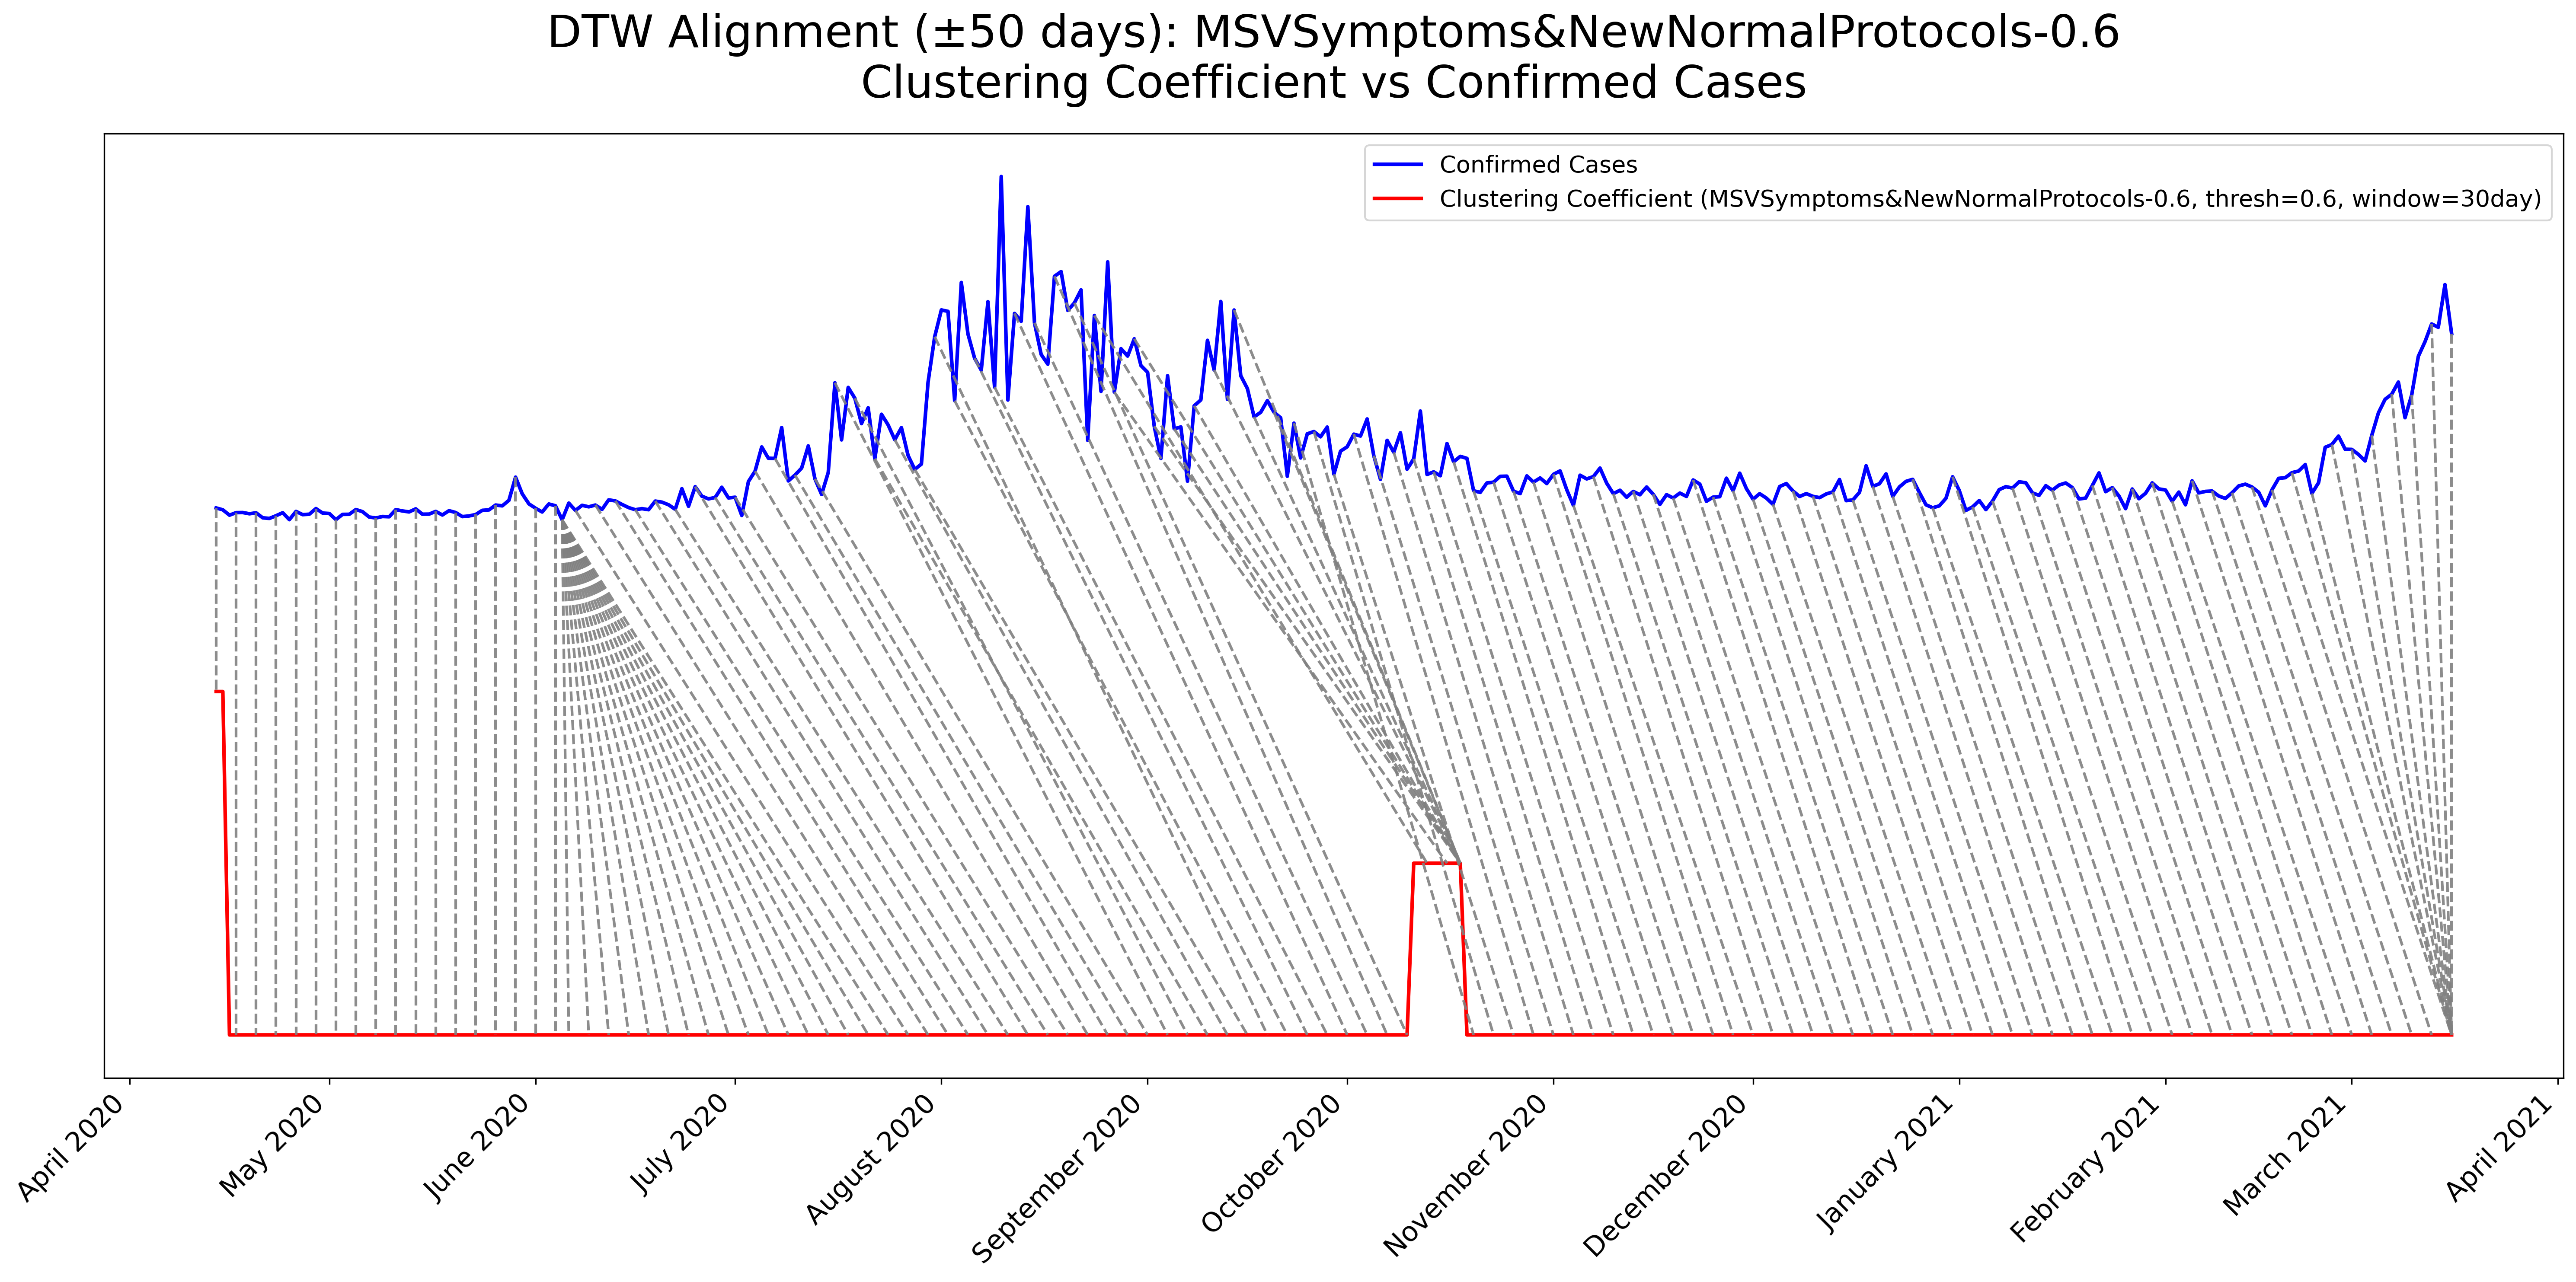 DTW Alignment (±50 days): MSVSymptoms&NewNormalProtocols-0.6
Clustering Coefficient vs Confirmed Cases
Confirmed Cases
Clustering Coefficient (MSVSymptoms&NewNormalProtocols-0.6, thresh=0.6, window=30day)
April 2020
May 2020
June 2020
July 2020
August 2020
September 2020
October 2020
November 2020
December 2020
January 2021
February 2021
March 2021
April 2021